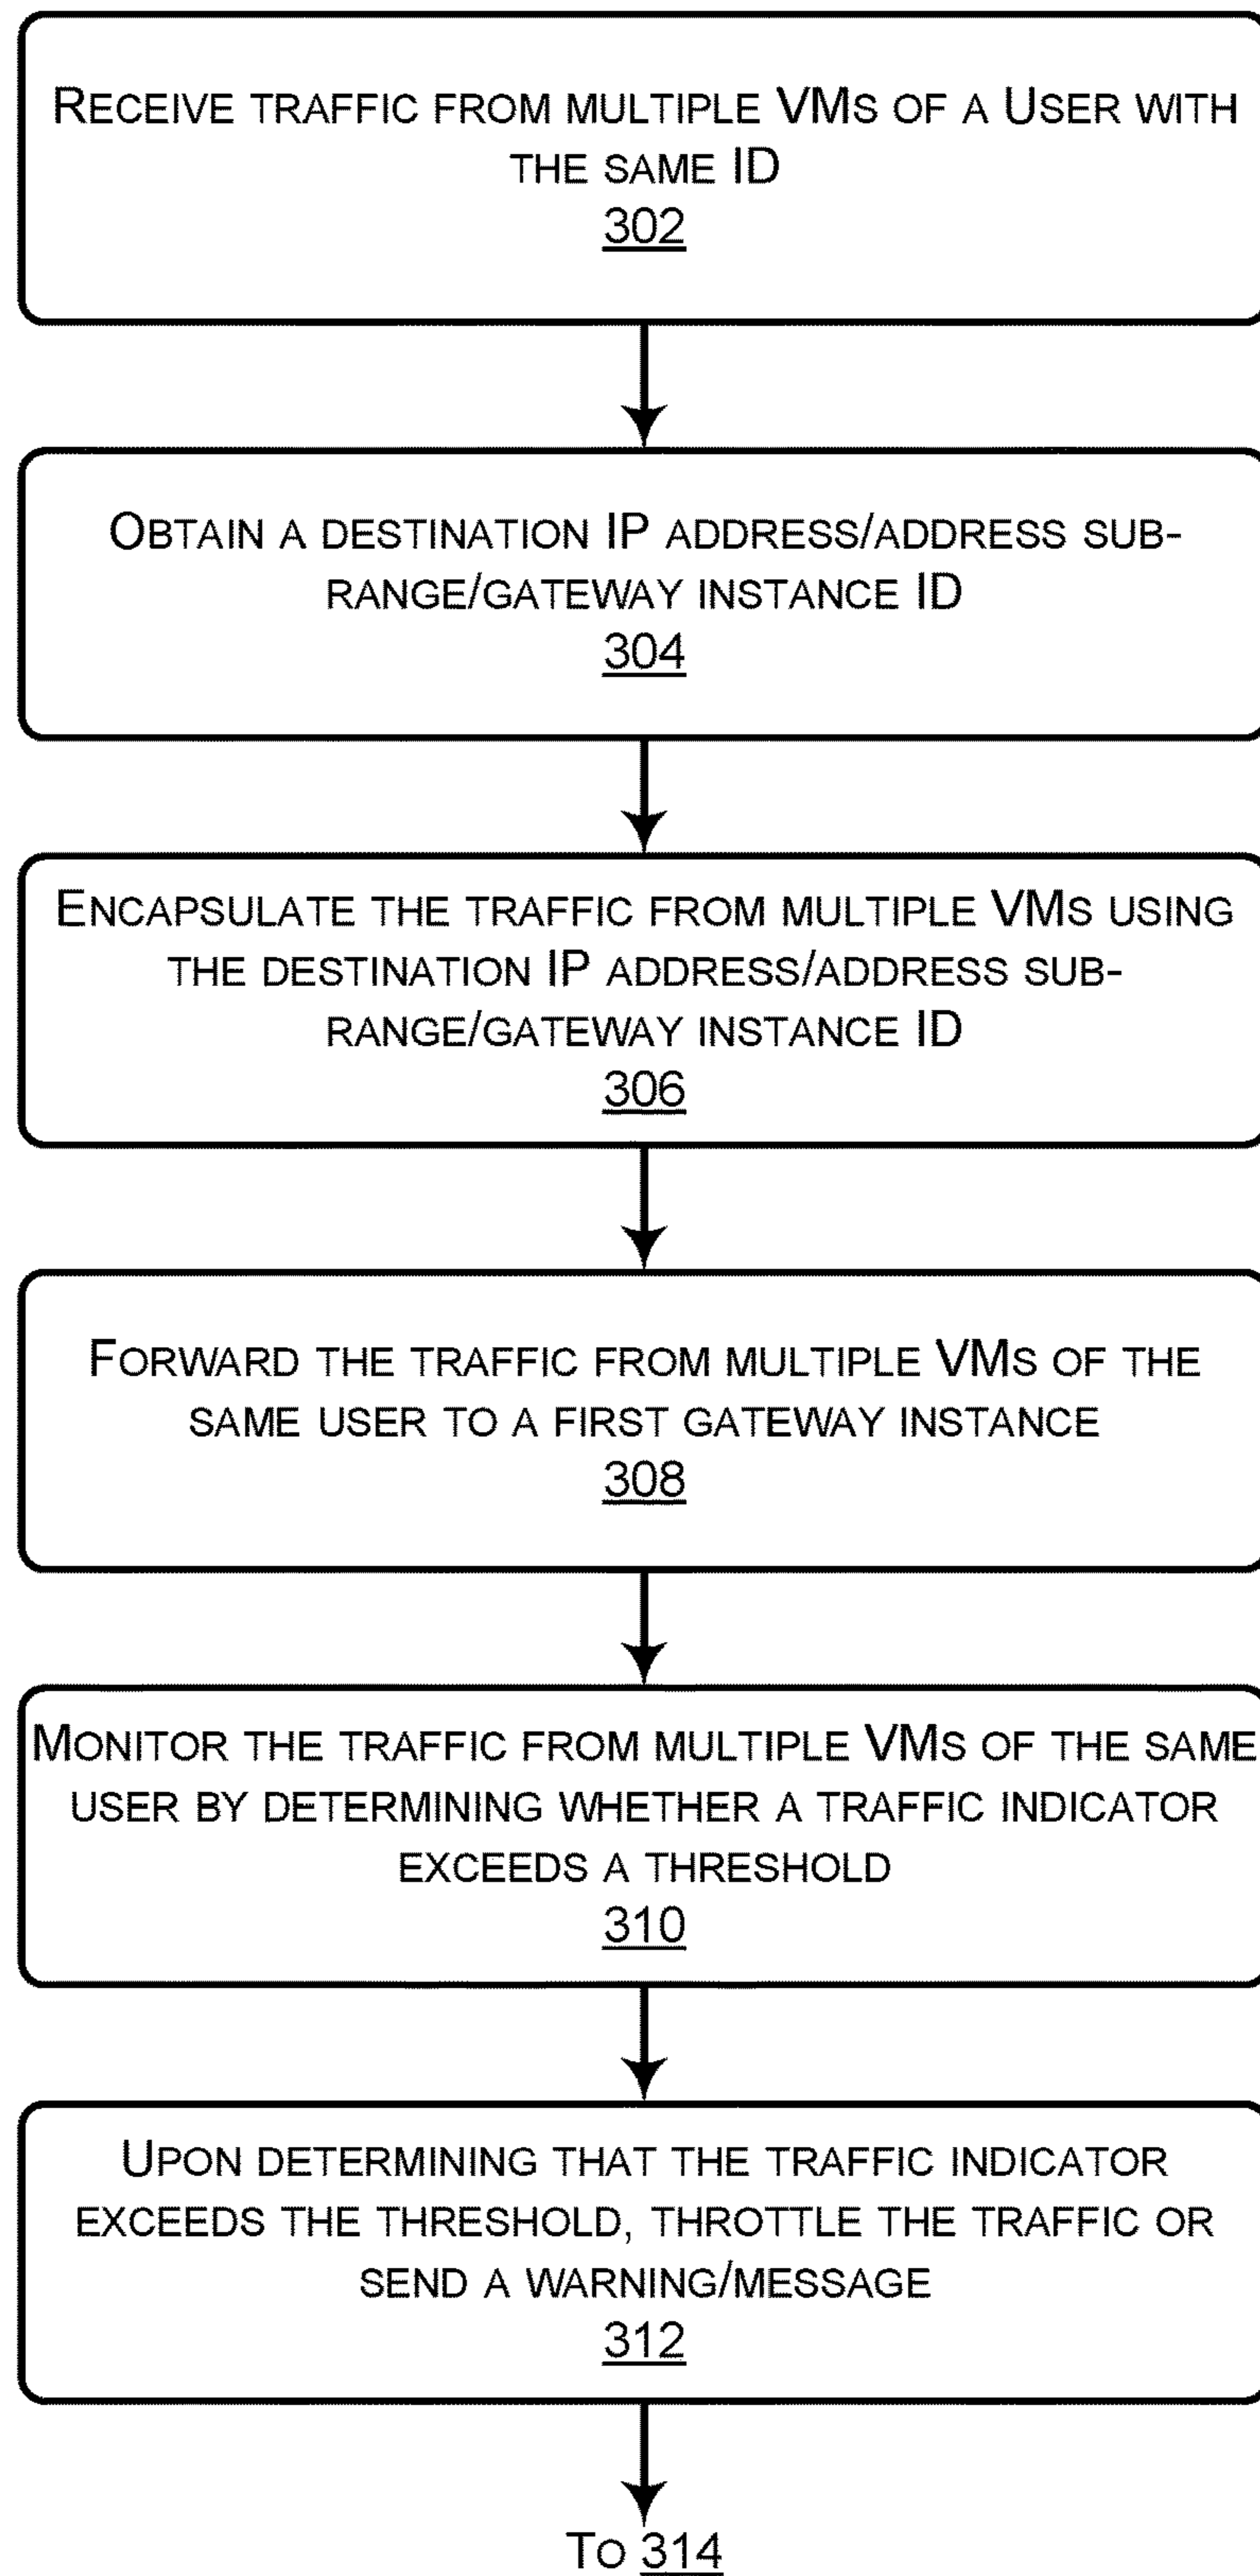 RECEIVE TRAFFIC FROM MULTIPLE VMS OF A USER WITH
THE SAME ID
302
OBTAIN A DESTINATION IP ADDRESS/ADDRESS SUB-
RANGE/GATEWAY INSTANCE ID
304
ENCAPSULATE THE TRAFFIC FROM MULTIPLE VMS USING
THE DESTINATION IP ADDRESS/ADDRESS SUB-
RANGE/GATEWAY INSTANCE ID
306
FORWARD THE TRAFFIC FROM MULTIPLE VMS OF THE
SAME USER TO A FIRST GATEWAY INSTANCE
308
MONITOR THE TRAFFIC FROM MULTIPLE VMS OF THE SAME
USER BY DETERMINING WHETHER A TRAFFIC INDICATOR
EXCEEDS A THRESHOLD
310
UPON DETERMINING THAT THE TRAFFIC INDICATOR
EXCEEDS THE THRESHOLD, THROTTLE THE TRAFFIC OR
SEND A WARNING/MESSAGE
312
TO 314